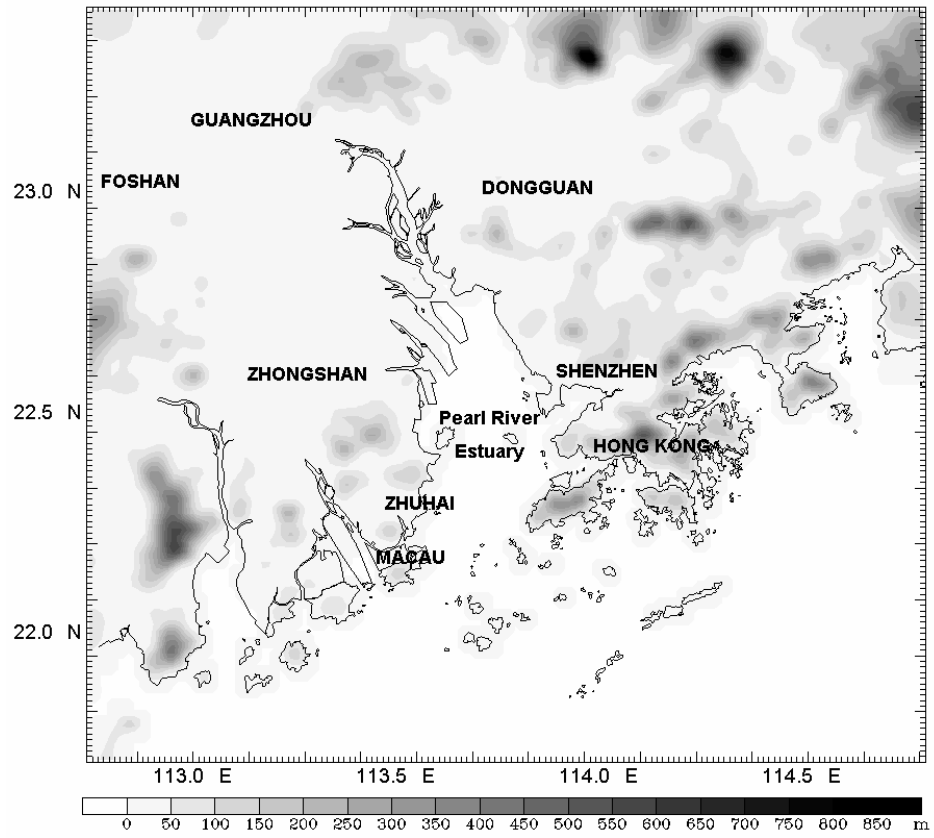 GUANGZHOU
FOSHAN
DONGGUAN
23.0 N
ZHONGSHAN
SHENZHEN
22.5 N
Pearl River
Estuary
HONG KONG
ZHUHAI
MACAU
22.0 N
113.0 E 113.5 E 114.0 E 114.5 E
0 50 100 150 200 250 300 350 400 450 500 550 600 650 700 750 800 850 m